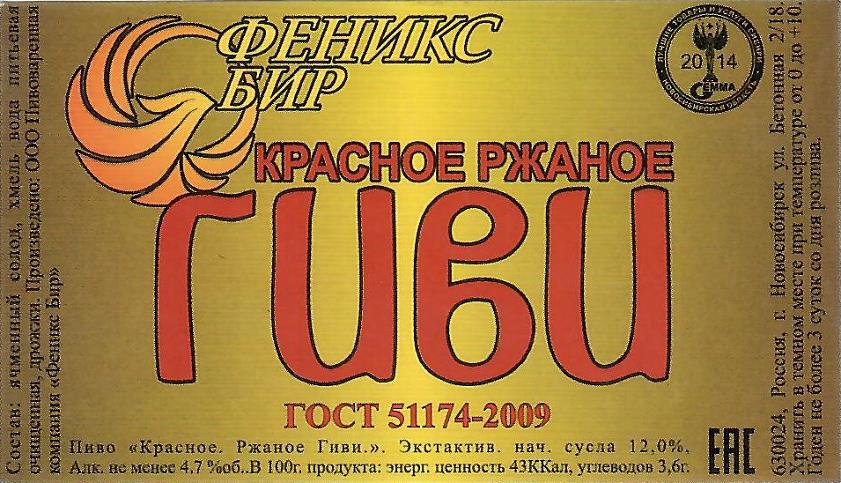 ФЕНИКС
БИР
ЛУЧШИЕ ТОВАРЫ И УСЛУГИ СИБИРИ
2014
ГЕММА
НОВОСИБИРСКАЯ ОБЛАСТЬ
КРАСНОЕ РЖАНОЕ
Гиви
ГОСТ 51174-2009
Пиво «Красное. Ржаное Гиви.». Экстактив. нач. сусла 12,0%,
Алк. не менее 4.7 %об..В 100г. продукта: энерг. ценность 43ККал, углеводов 3,6г.
EAC
Состав: ячменный солод, хмель вода питьевая
очищенная, дрожжи. Произведено: ООО Пивоваренная
компания «Феникс Бир»
630024, Россия, г. Новосибирск ул. Бетонная 2/18.
Хранить в темном месте при температуре от 0 до +10.
Годен не более 3 суток со дня розлива.